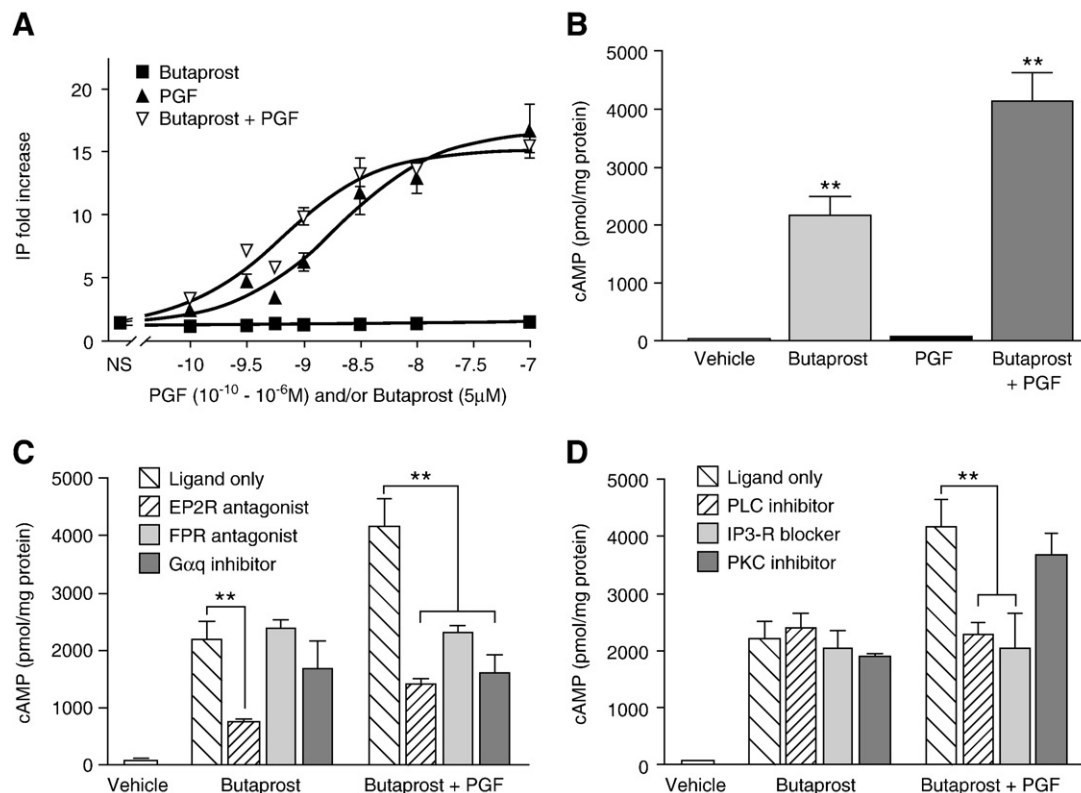 A
IP fold increase
20
15
10
5
0
■ Butaprost
▲ PGF
▽ Butaprost + PGF
NS -10 -9.5 -9 -8.5 -8 -7.5 -7
PGF (10⁻¹⁰ - 10⁻⁶M) and/or Butaprost (5μM)
B
cAMP (pmol/mg protein)
5000
4000
3000
2000
1000
0
**
**
Vehicle Butaprost PGF Butaprost
+ PGF
C
cAMP (pmol/mg protein)
5000
4000
3000
2000
1000
0
Ligand only
EP2R antagonist
FPR antagonist
Gαq inhibitor
**
**
Vehicle Butaprost Butaprost + PGF
D
cAMP (pmol/mg protein)
5000
4000
3000
2000
1000
0
Ligand only
PLC inhibitor
IP3-R blocker
PKC inhibitor
**
Vehicle Butaprost Butaprost + PGF